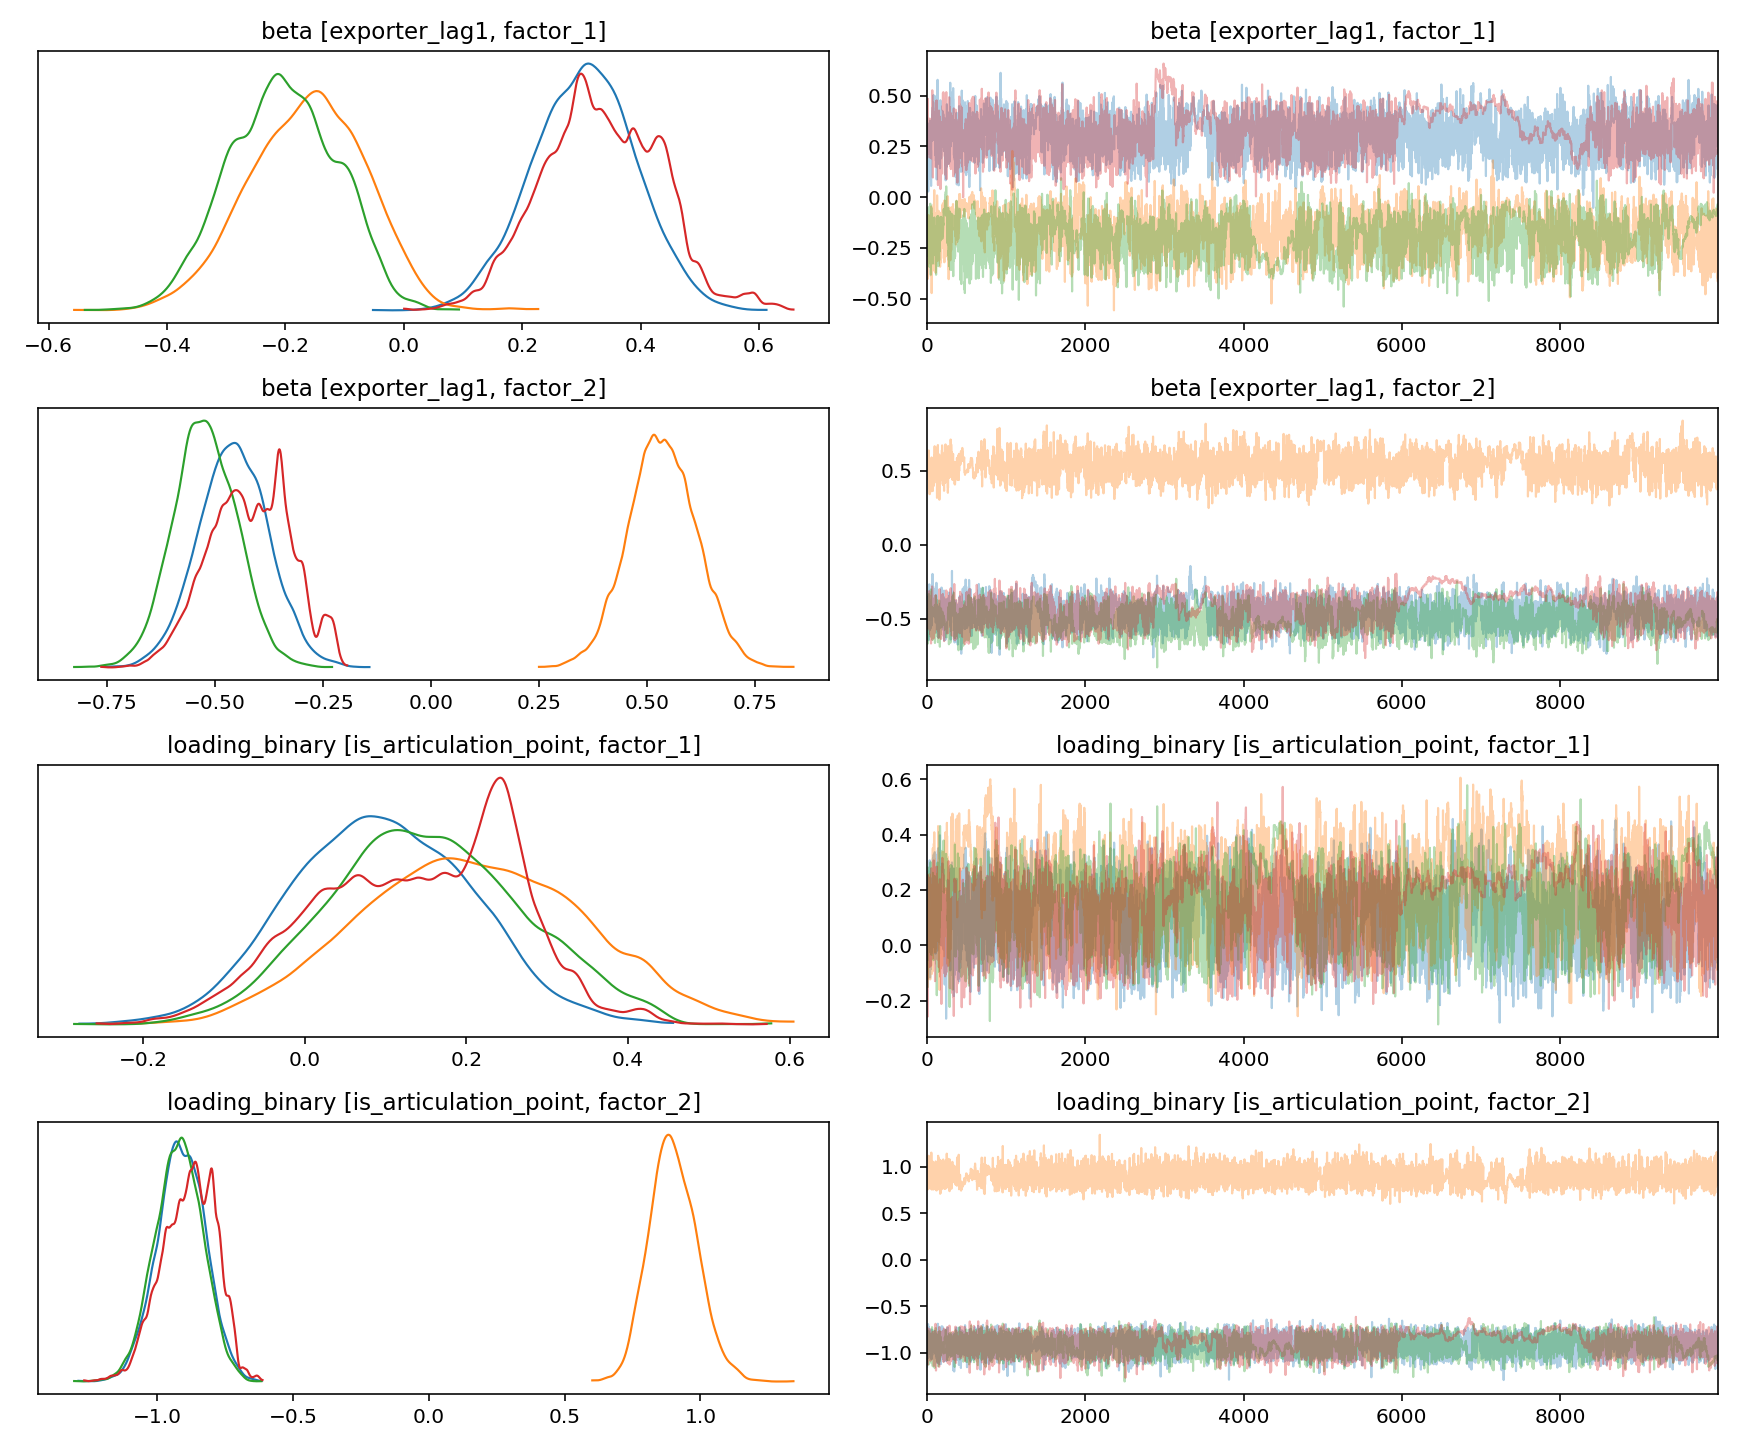 beta [exporter_lag1, factor_1]
−0.6 −0.4 −0.2 0.0 0.2 0.4 0.6
beta [exporter_lag1, factor_1]
0.50
0.25
0.00
−0.25
−0.50
0 2000 4000 6000 8000
beta [exporter_lag1, factor_2]
−0.75 −0.50 −0.25 0.00 0.25 0.50 0.75
beta [exporter_lag1, factor_2]
0.5
0.0
−0.5
0 2000 4000 6000 8000
loading_binary [is_articulation_point, factor_1]
−0.2 0.0 0.2 0.4 0.6
loading_binary [is_articulation_point, factor_1]
0.6
0.4
0.2
0.0
−0.2
0 2000 4000 6000 8000
loading_binary [is_articulation_point, factor_2]
−1.0 −0.5 0.0 0.5 1.0
loading_binary [is_articulation_point, factor_2]
1.0
0.5
0.0
−0.5
−1.0
0 2000 4000 6000 8000